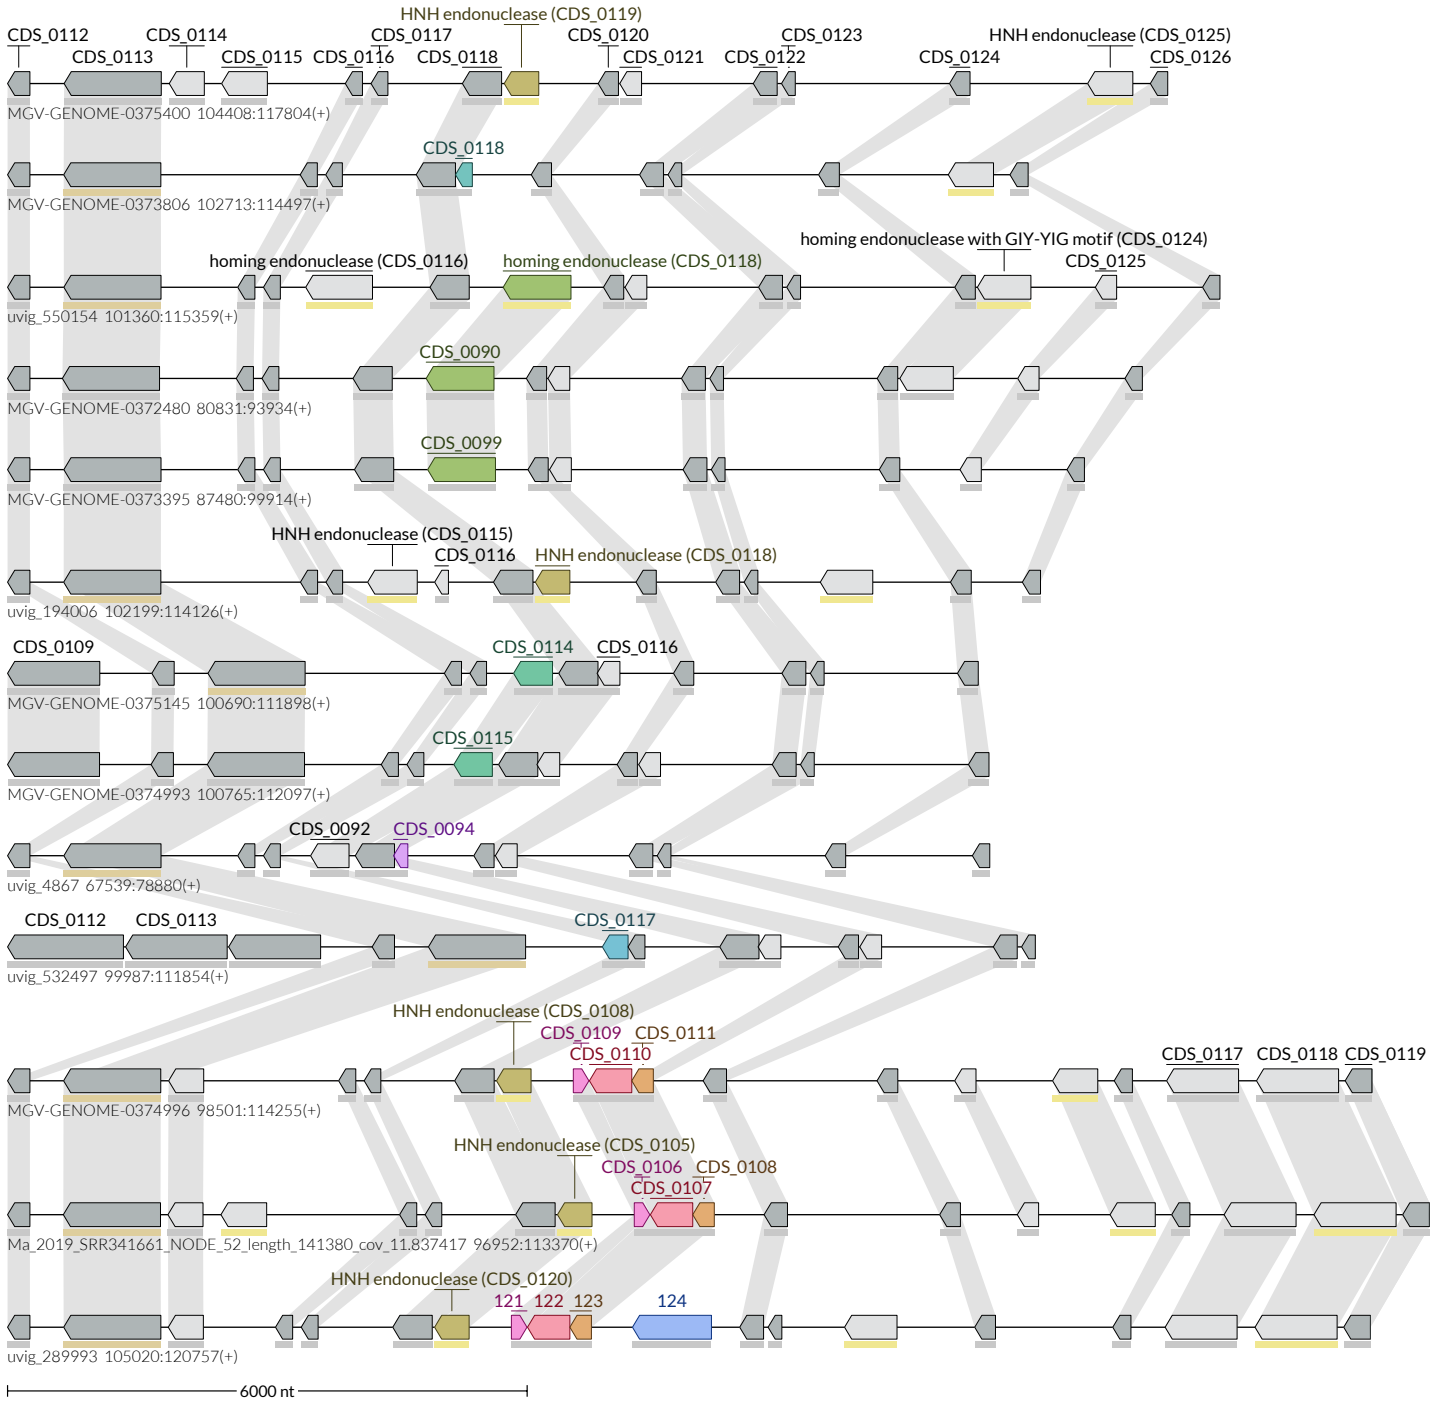 HNH endonuclease (CDS_0119)
CDS_0112 CDS_0114 CDS_0117 CDS_0120 CDS_0123 HNH endonuclease (CDS_0125)
CDS_0113 CDS_0115 CDS_0116 CDS_0118 CDS_0121 CDS_0122 CDS_0124 CDS_0126
MGV-GENOME-0375400 104408:117804(+)
CDS_0118
MGV-GENOME-0373806 102713:114497(+)
homing endonuclease with GIY-YIG motif (CDS_0124)
homing endonuclease (CDS_0116) homing endonuclease (CDS_0118) CDS_0125
uvig_550154 101360:115359(+)
CDS_0090
MGV-GENOME-0372480 80831:93934(+)
CDS_0099
MGV-GENOME-0373395 87480:99914(+)
HNH endonuclease (CDS_0115)
CDS_0116 HNH endonuclease (CDS_0118)
uvig_194006 102199:114126(+)
CDS_0109 CDS_0114 CDS_0116
MGV-GENOME-0375145 100690:111898(+)
CDS_0115
MGV-GENOME-0374993 100765:112097(+)
CDS_0092 CDS_0094
uvig_4867 67539:78880(+)
CDS_0112 CDS_0113 CDS_0117
uvig_532497 99987:111854(+)
HNH endonuclease (CDS_0108)
CDS_0109 CDS_0111
CDS_0110 CDS_0117 CDS_0118 CDS_0119
MGV-GENOME-0374996 98501:114255(+)
HNH endonuclease (CDS_0105)
CDS_0106 CDS_0108
CDS_0107
Ma_2019_SRR341661_NODE_52_length_141380_cov_11.837417 96952:113370(+)
HNH endonuclease (CDS_0120)
121 122 123 124
uvig_289993 105020:120757(+)
6000 nt